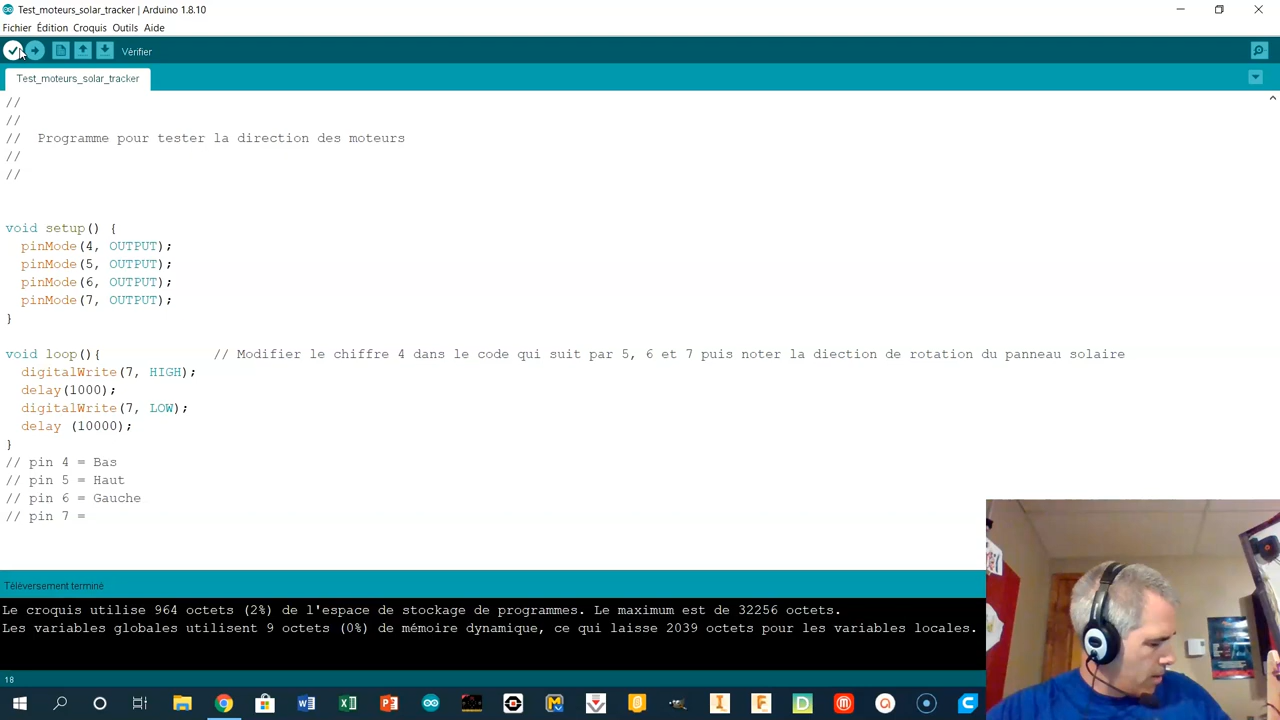 Test_moteurs_solar_tracker | Arduino 1.8.10
Fichier Édition Croquis Outils Aide
Vérifier
Test_moteurs_solar_tracker
//
//
//  Programme pour tester la direction des moteurs
//
//
void setup() {
pinMode(4, OUTPUT);
pinMode(5, OUTPUT);
pinMode(6, OUTPUT);
pinMode(7, OUTPUT);
}
void loop(){ // Modifier le chiffre 4 dans le code qui suit par 5, 6 et 7 puis noter la diection de rotation du panneau solaire
digitalWrite(7, HIGH);
delay(1000);
digitalWrite(7, LOW);
delay (10000);
}
// pin 4 = Bas
// pin 5 = Haut
// pin 6 = Gauche
// pin 7 =
Téléversement terminé
Le croquis utilise 964 octets (2%) de l'espace de stockage de programmes. Le maximum est de 32256 octets.
Les variables globales utilisent 9 octets (0%) de mémoire dynamique, ce qui laisse 2039 octets pour les variables locales.
18